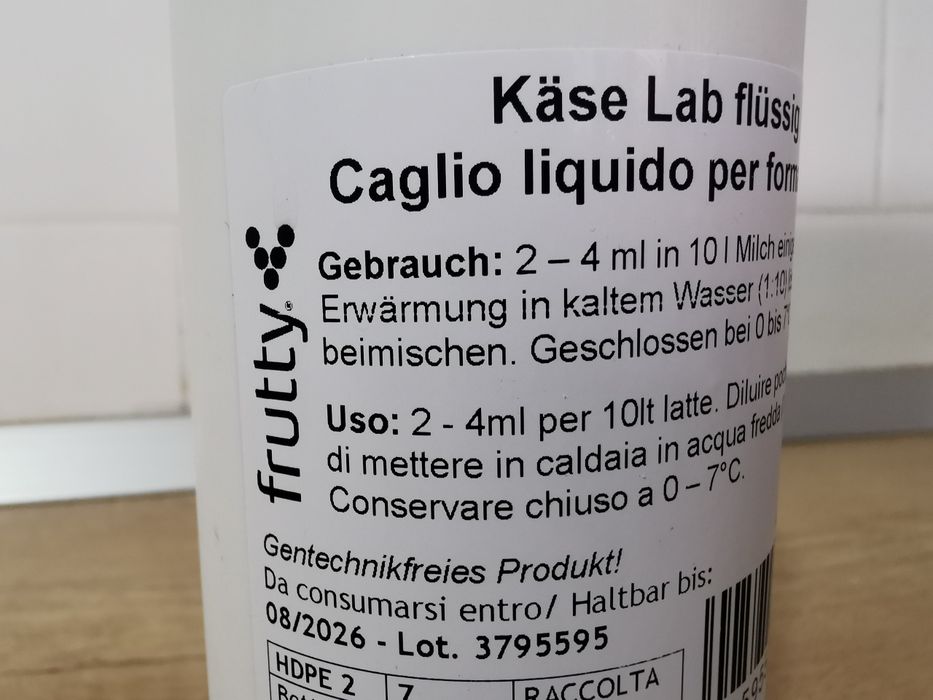 Käse Lab flüssig
Caglio liquido per form
frutty
Gebrauch: 2 – 4 ml in 10 l Milch einig
Erwärmung in kaltem Wasser (1:10)
beimischen. Geschlossen bei 0 bis 7°
Uso: 2 - 4ml per 10lt latte. Diluire
di mettere in caldaia in acqua fredda
Conservare chiuso a 0 – 7°C.
Gentechnikfreies Produkt!
Da consumarsi entro/ Haltbar bis:
08/2026 - Lot. 3795595
HDPE 2 7 RACCOLTA